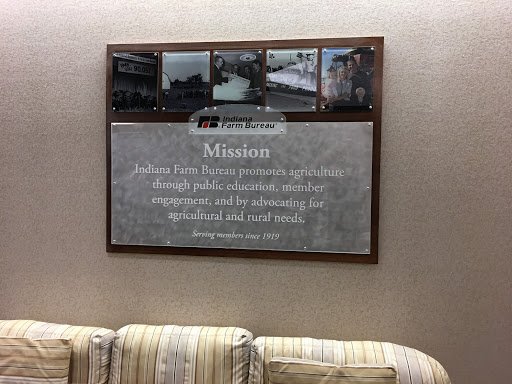 Indiana
Farm Bureau
Mission
Indiana Farm Bureau promotes agriculture
through public education, member
engagement, and by advocating for
agricultural and rural needs.
Serving members since 1919